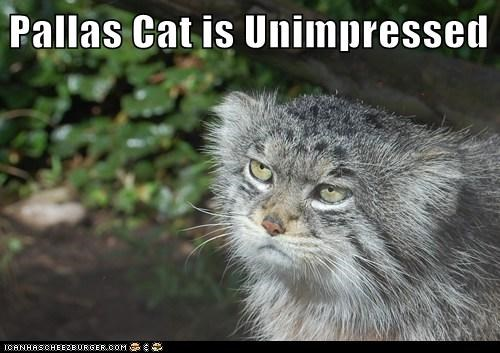 Pallas Cat is Unimpressed
ICANHASCHEEZBURGER.COM